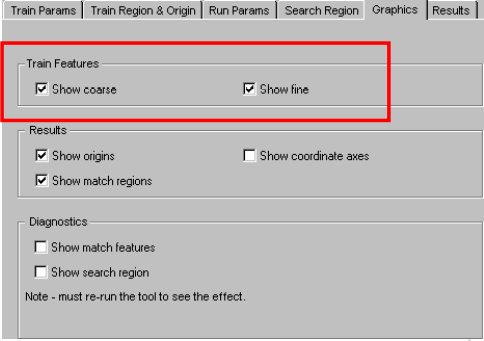 Train Params Train Region & Origin Run Params Search Region Graphics Results
Train Features
Show coarse Show fine
Results
Show origins Show coordinate axes
Show match regions
Diagnostics
Show match features
Show search region
Note - must re-run the tool to see the effect.